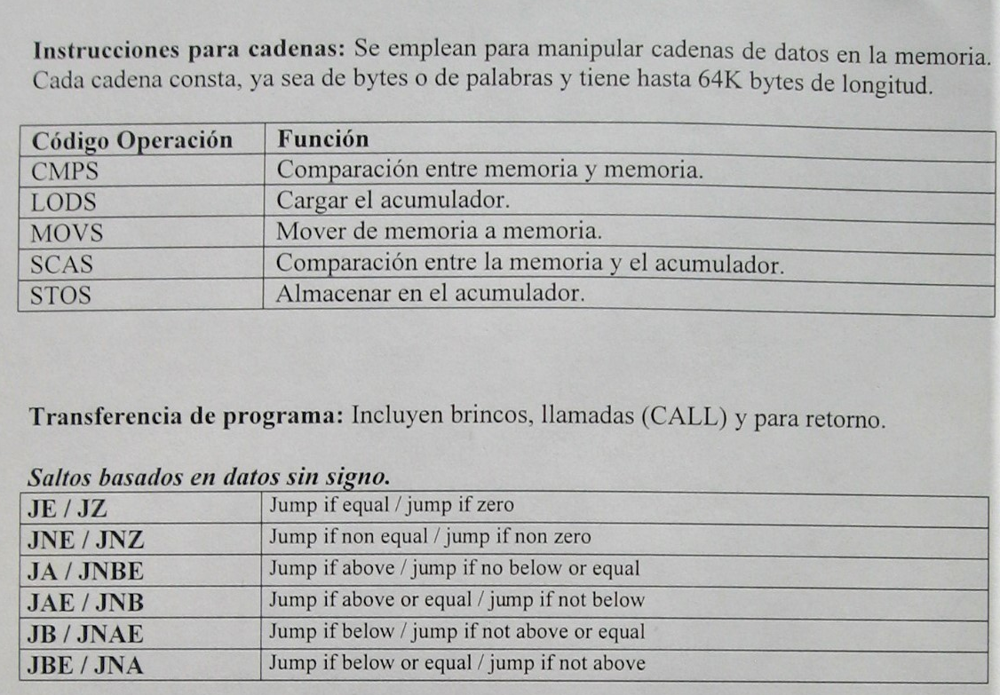 Instrucciones para cadenas: Se emplean para manipular cadenas de datos en la memoria.
Cada cadena consta, ya sea de bytes o de palabras y tiene hasta 64K bytes de longitud.
Código Operación Función
CMPS Comparación entre memoria y memoria.
LODS Cargar el acumulador.
MOVS Mover de memoria a memoria.
SCAS Comparación entre la memoria y el acumulador.
STOS Almacenar en el acumulador.
Transferencia de programa: Incluyen brincos, llamadas (CALL) y para retorno.
Saltos basados en datos sin signo.
JE / JZ Jump if equal / jump if zero
JNE / JNZ Jump if non equal / jump if non zero
JA / JNBE Jump if above / jump if no below or equal
JAE / JNB Jump if above or equal / jump if not below
JB / JNAE Jump if below / jump if not above or equal
JBE / JNA Jump if below or equal / jump if not above